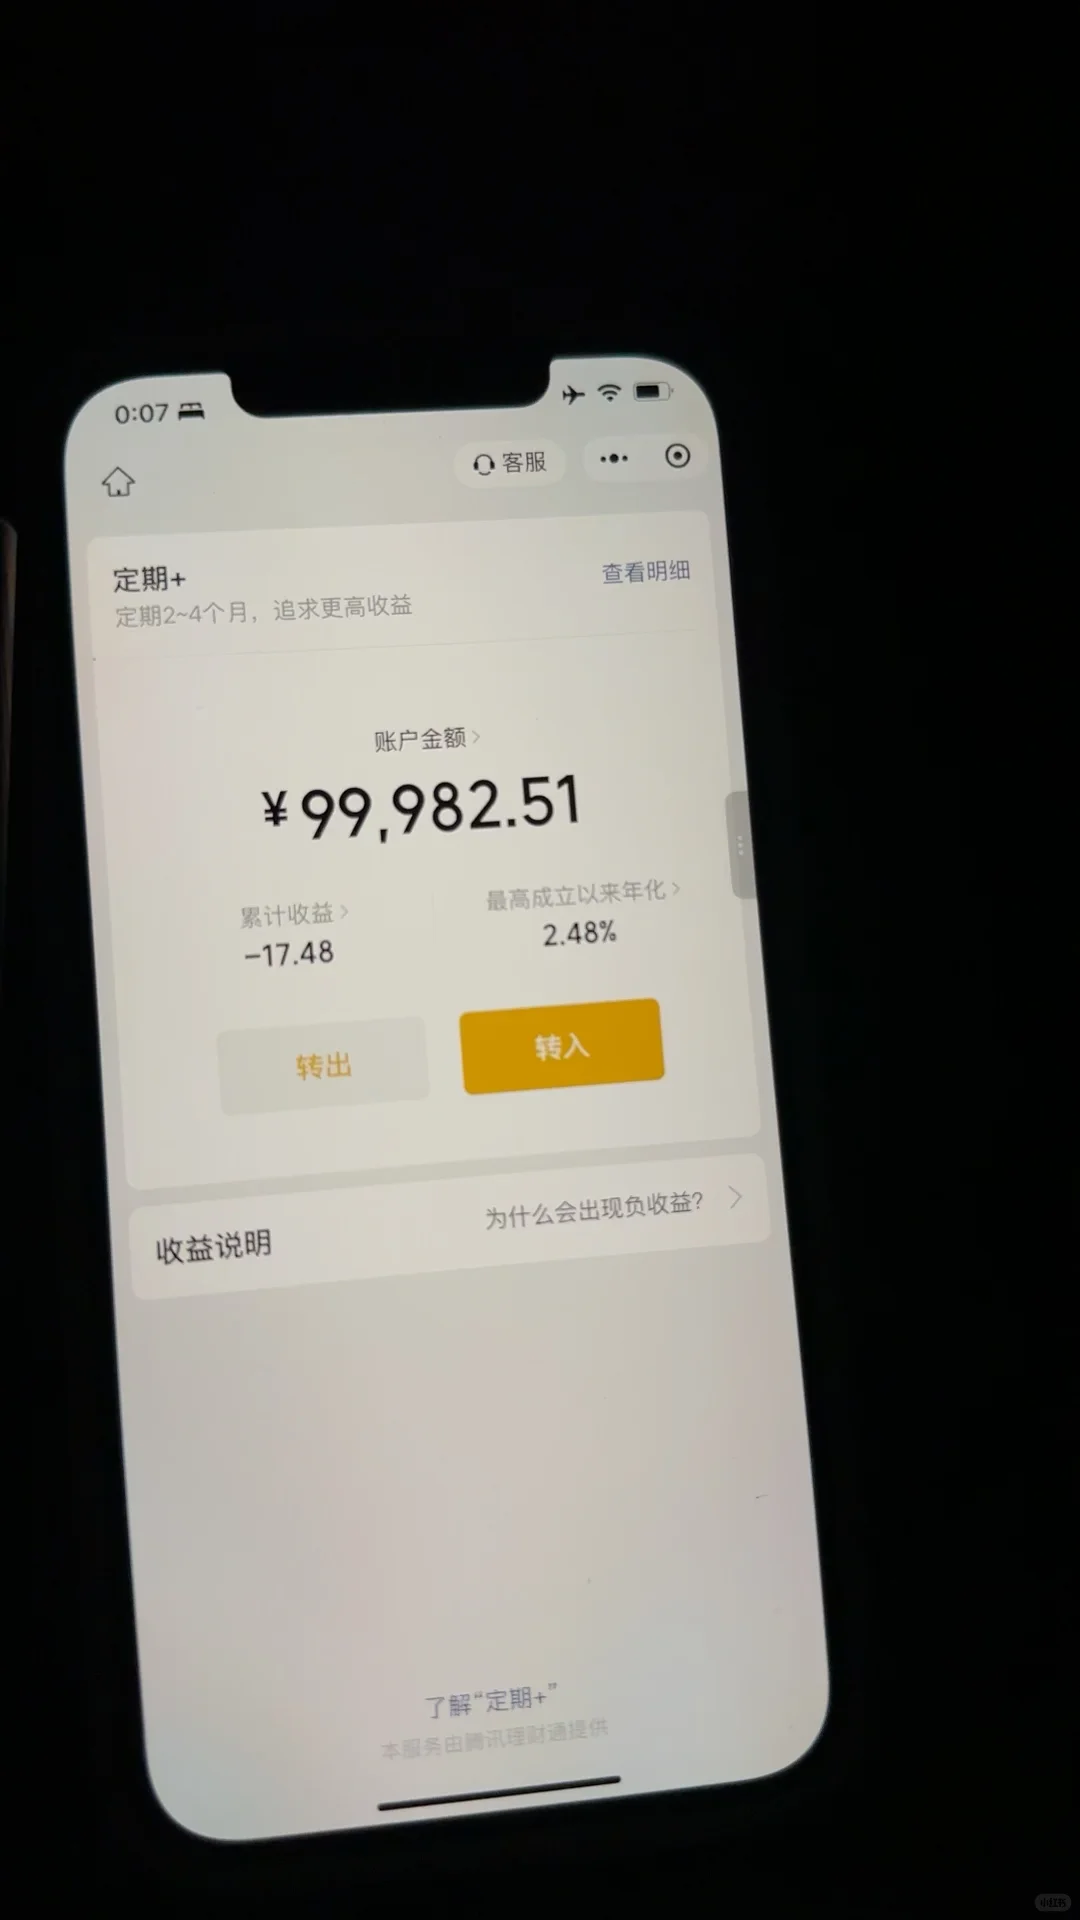 0:07
客服
定期+
查看明细
定期2~4个月，追求更高收益
账户金额
¥99,982.51
累计收益
最高成立以来年化
-17.48
2.48%
转出
转入
收益说明
为什么会出现负收益？
了解“定期+”
本服务由腾讯理财通提供
小红书